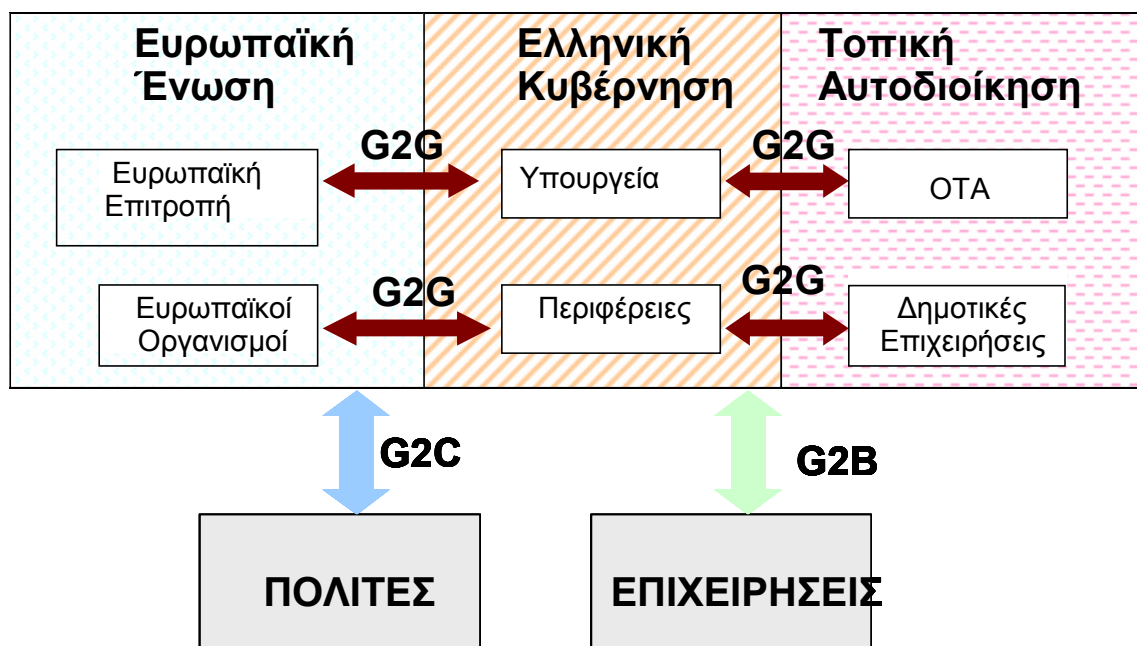 Ευρωπαϊκή
Ένωση
Ελληνική
Κυβέρνηση
Τοπική
Αυτοδιοίκηση
G2G
G2G
Ευρωπαϊκή
Επιτροπή
Υπουργεία
ΟΤΑ
G2G
G2G
Ευρωπαϊκοί
Οργανισμοί
Περιφέρειες
Δημοτικές
Επιχειρήσεις
G2C
G2B
ΠΟΛΙΤΕΣ
ΕΠΙΧΕΙΡΗΣΕΙΣ